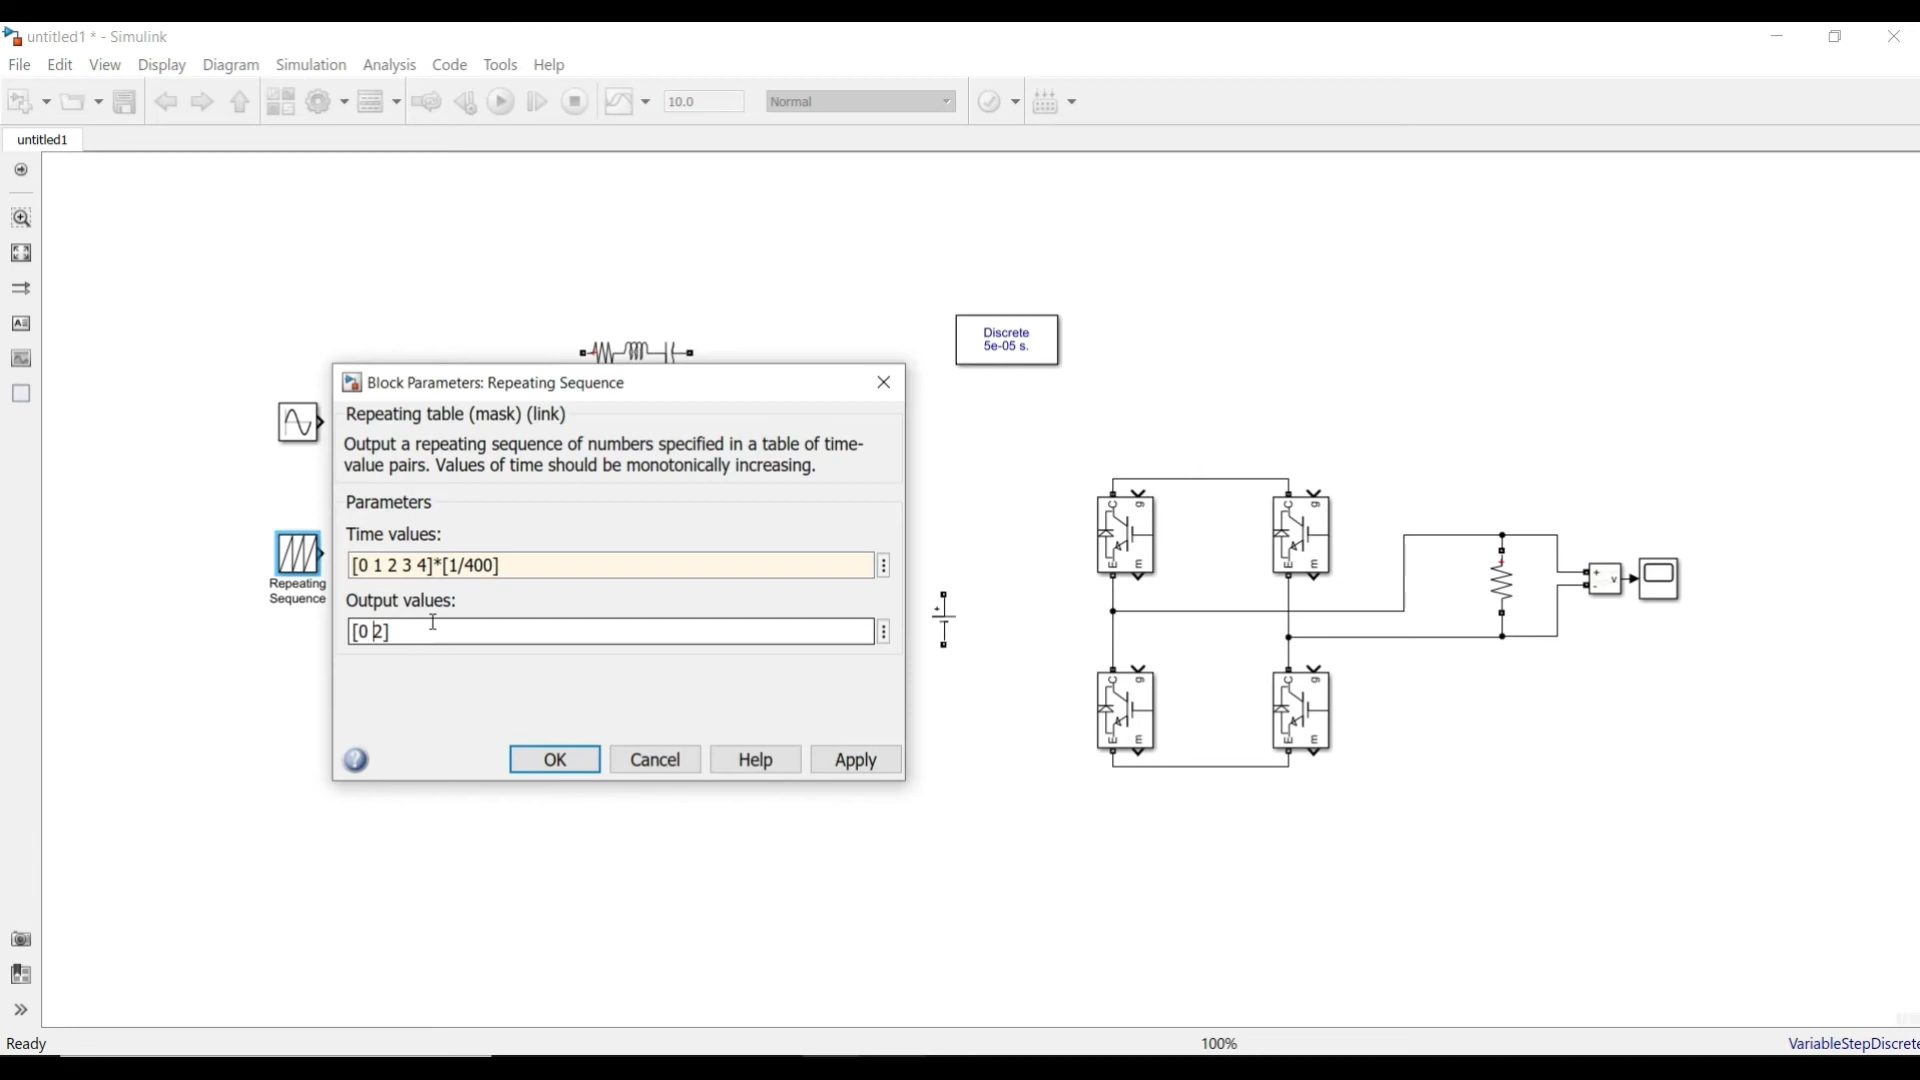 untitled1 * - Simulink
File Edit View Display Diagram Simulation Analysis Code Tools Help
10.0 Normal
untitled1
Discrete
5e-05 s.
Block Parameters: Repeating Sequence
Repeating table (mask) (link)
Output a repeating sequence of numbers specified in a table of time-
value pairs. Values of time should be monotonically increasing.
Parameters
Time values:
[0 1 2 3 4]*[1/400]
Output values:
[0 2]
OK Cancel Help Apply
Repeating
Sequence
C g C g
E m E m
+ v
-
+
C g C g
E m E m
Ready 100% VariableStepDiscrete